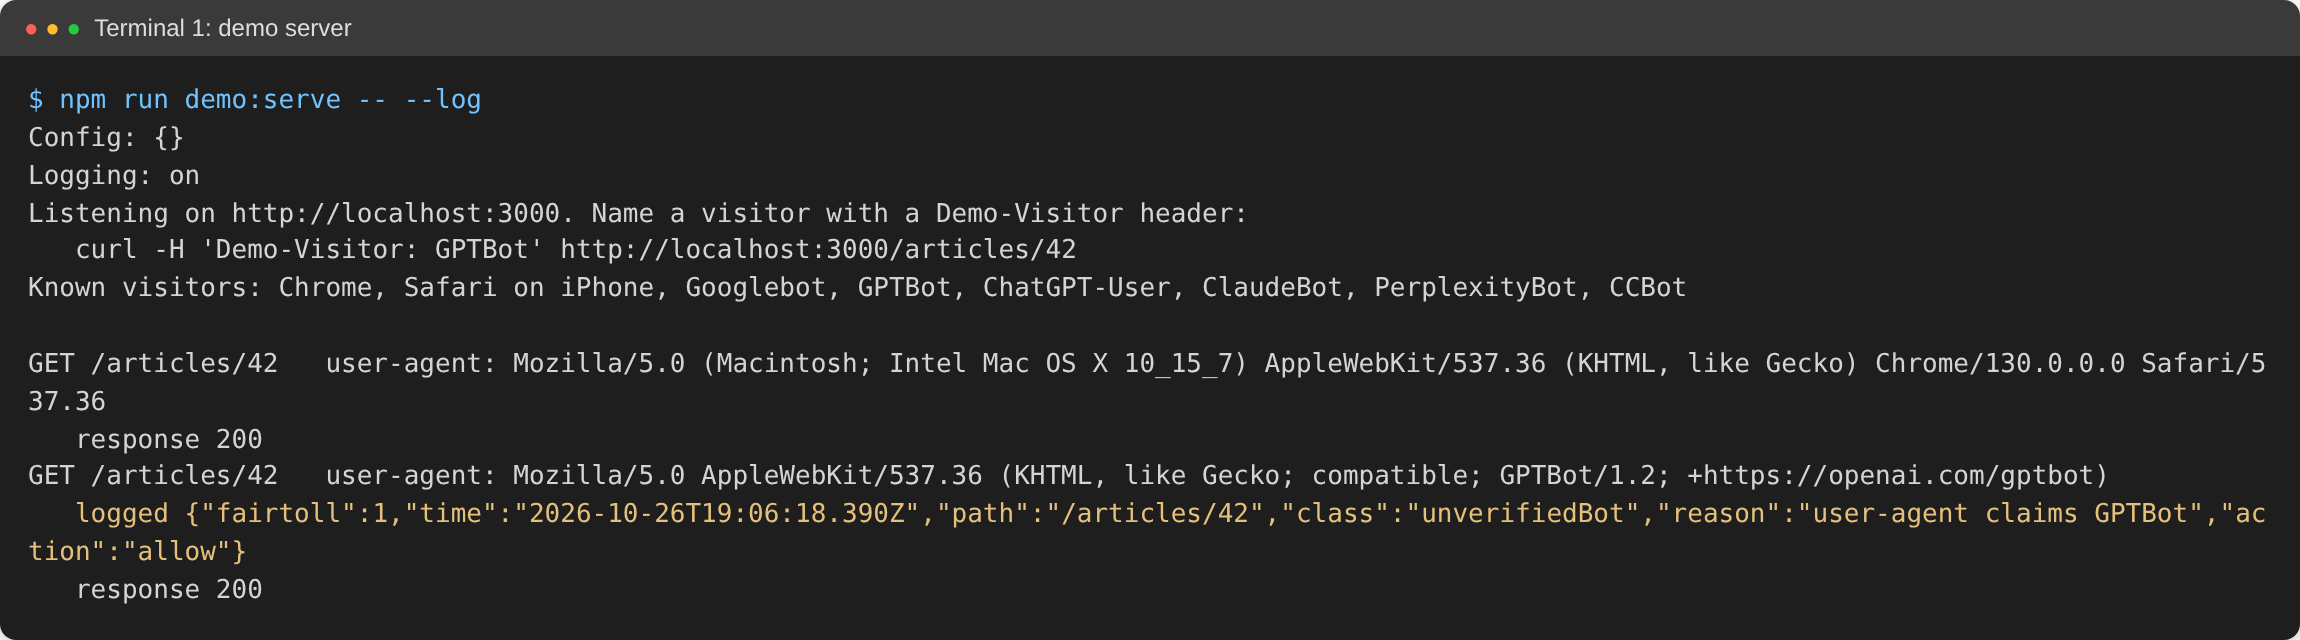 Terminal 1: demo server
$ npm run demo:serve -- --log
Config: {}
Logging: on
Listening on http://localhost:3000. Name a visitor with a Demo-Visitor header:
   curl -H 'Demo-Visitor: GPTBot' http://localhost:3000/articles/42
Known visitors: Chrome, Safari on iPhone, Googlebot, GPTBot, ChatGPT-User, ClaudeBot, PerplexityBot, CCBot

GET /articles/42   user-agent: Mozilla/5.0 (Macintosh; Intel Mac OS X 10_15_7) AppleWebKit/537.36 (KHTML, like Gecko) Chrome/130.0.0.0 Safari/5
37.36
   response 200
GET /articles/42   user-agent: Mozilla/5.0 AppleWebKit/537.36 (KHTML, like Gecko; compatible; GPTBot/1.2; +https://openai.com/gptbot)
   logged {"fairtoll":1,"time":"2026-10-26T19:06:18.390Z","path":"/articles/42","class":"unverifiedBot","reason":"user-agent claims GPTBot","ac
tion":"allow"}
   response 200